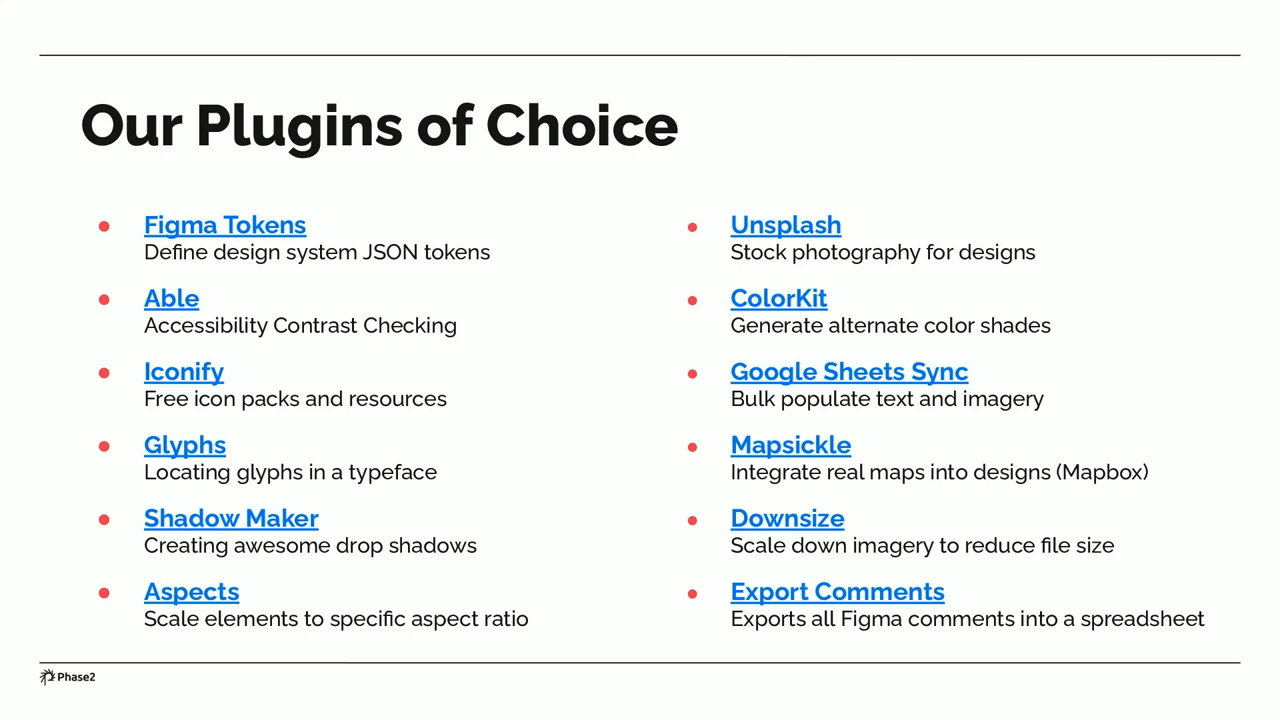 Our Plugins of Choice
Figma Tokens
Define design system JSON tokens
Able
Accessibility Contrast Checking
Iconify
Free icon packs and resources
Glyphs
Locating glyphs in a typeface
Shadow Maker
Creating awesome drop shadows
Aspects
Scale elements to specific aspect ratio
Unsplash
Stock photography for designs
ColorKit
Generate alternate color shades
Google Sheets Sync
Bulk populate text and imagery
Mapsickle
Integrate real maps into designs (Mapbox)
Downsize
Scale down imagery to reduce file size
Export Comments
Exports all Figma comments into a spreadsheet
Phase2